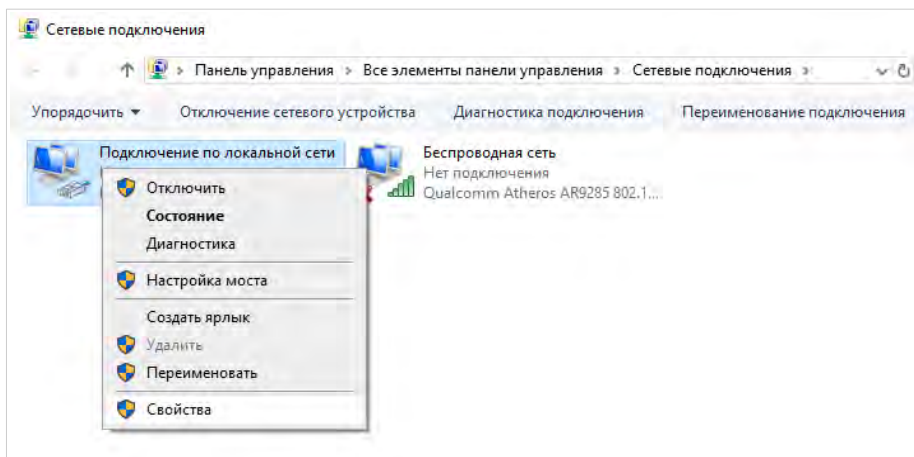 Сетевые подключения
Панель управления > Все элементы панели управления > Сетевые подключения >
Упорядочить Отключение сетевого устройства Диагностика подключения Переименование подключения
Подключение по локальной сети
Беспроводная сеть
Нет подключения
Qualcomm Atheros AR9285 802.1...
Отключить
Состояние
Диагностика
Настройка моста
Создать ярлык
Удалить
Переименовать
Свойства